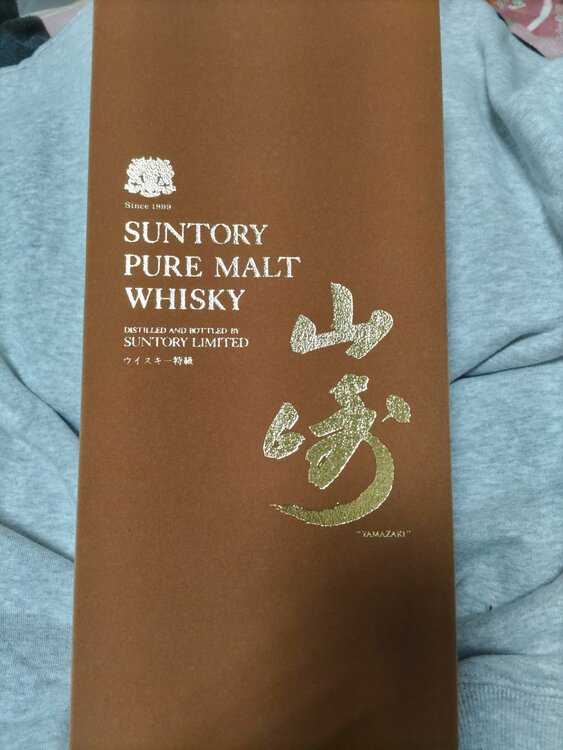 Since 1899
SUNTORY
PURE MALT
WHISKY
DISTILLED AND BOTTLED BY
SUNTORY LIMITED
ウイスキー特級
山崎
"YAMAZAKI"